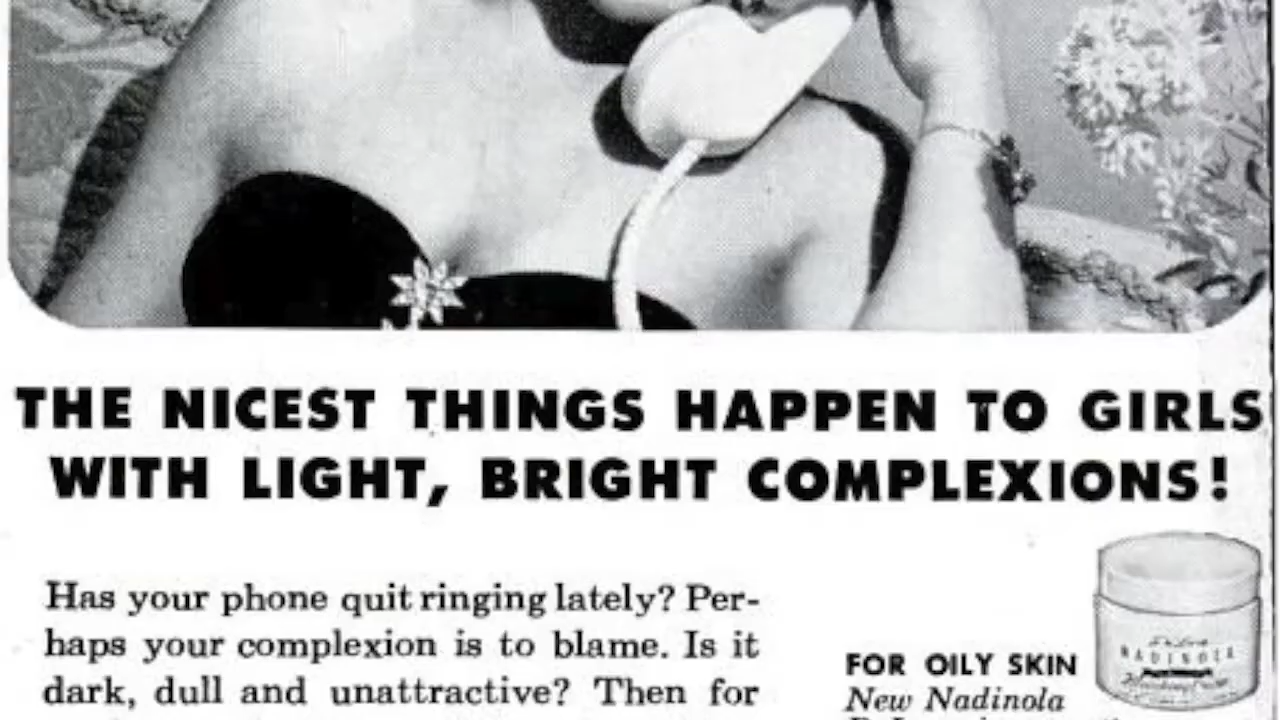 THE NICEST THINGS HAPPEN TO GIRLS
WITH LIGHT, BRIGHT COMPLEXIONS!
Has your phone quit ringing lately? Per-
haps your complexion is to blame. Is it
dark, dull and unattractive? Then for
FOR OILY SKIN
New Nadinola
NADINOLA